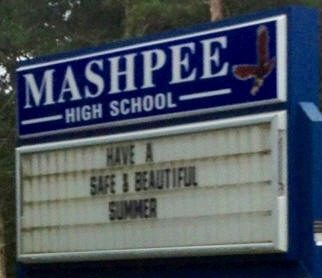 MASHPEE
HIGH SCHOOL
HAVE A
SAFE & BEAUTIFUL
SUMMER